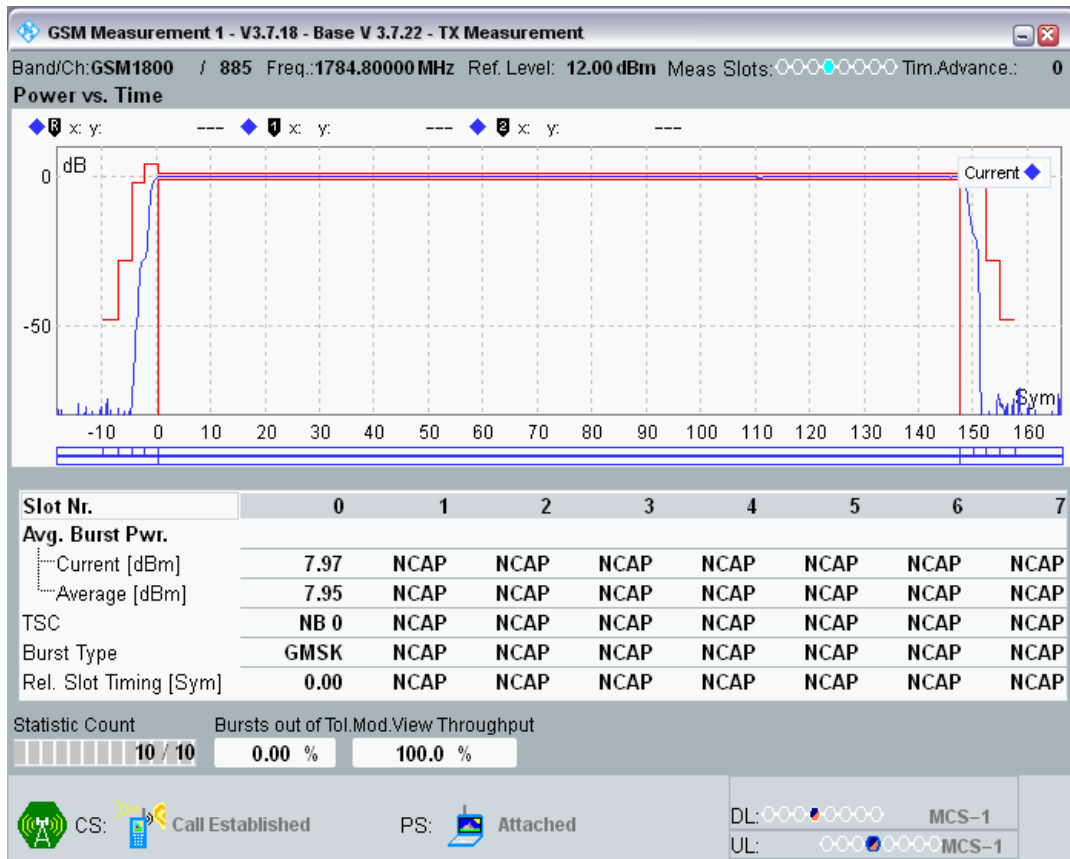 GSM Measurement 1 - V3.7.18 - Base V 3.7.22 - TX Measurement
Band/Ch:GSM1800 / 885 Freq.:1784.80000 MHz Ref. Level: 12.00 dBm Meas Slots: Tim.Advance.: 0
Power vs. Time
R x: y: --- 1 x: y: --- 2 x: y: ---
dB
0
Current
-50
Sym
-10 0 10 20 30 40 50 60 70 80 90 100 110 120 130 140 150 160
Slot Nr. 0 1 2 3 4 5 6 7
Avg. Burst Pwr.
Current [dBm] 7.97 NCAP NCAP NCAP NCAP NCAP NCAP NCAP
Average [dBm] 7.95 NCAP NCAP NCAP NCAP NCAP NCAP NCAP
TSC NB 0 NCAP NCAP NCAP NCAP NCAP NCAP NCAP
Burst Type GMSK NCAP NCAP NCAP NCAP NCAP NCAP NCAP
Rel. Slot Timing [Sym] 0.00 NCAP NCAP NCAP NCAP NCAP NCAP NCAP
Statistic Count Bursts out of Tol.Mod.View Throughput
10 / 10 0.00 % 100.0 %
CS: Call Established PS: Attached
DL: MCS-1
UL: MCS-1